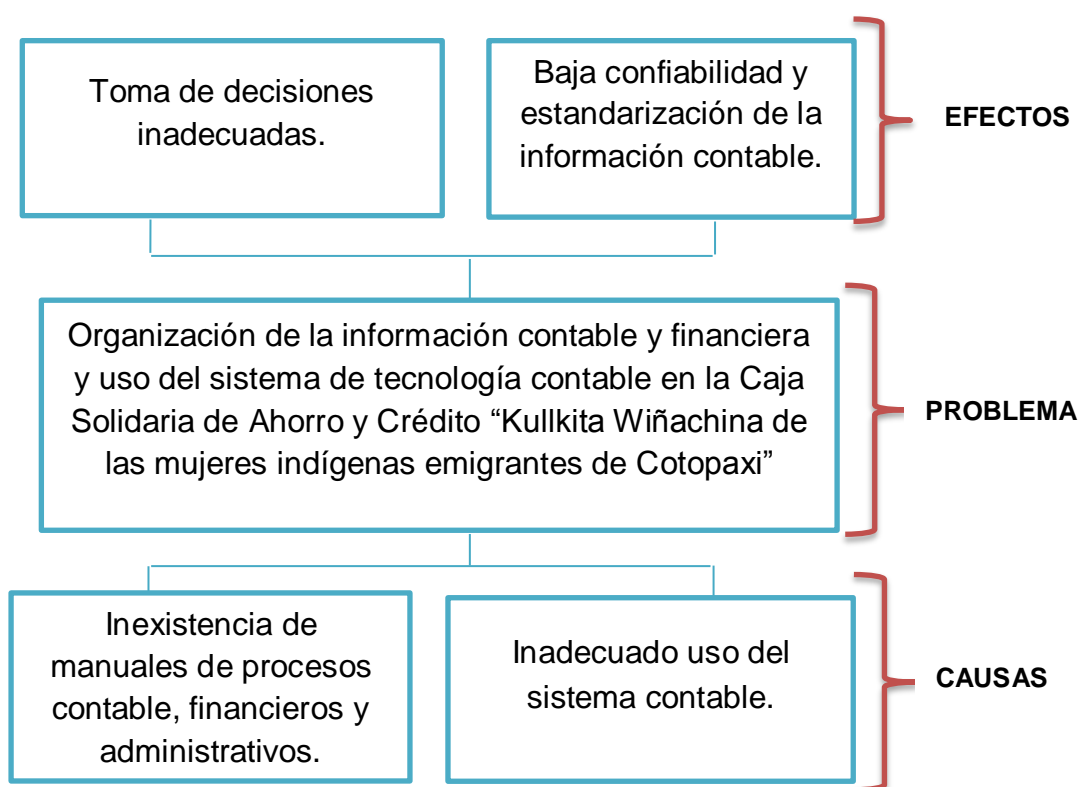 Toma de decisiones
inadecuadas.
Baja confiabilidad y
estandarización de la
información contable.
EFECTOS
Organización de la información contable y financiera
y uso del sistema de tecnología contable en la Caja
Solidaria de Ahorro y Crédito “Kullkita Wiñachina de
las mujeres indígenas emigrantes de Cotopaxi”
PROBLEMA
Inexistencia de
manuales de procesos
contable, financieros y
administrativos.
Inadecuado uso del
sistema contable.
CAUSAS